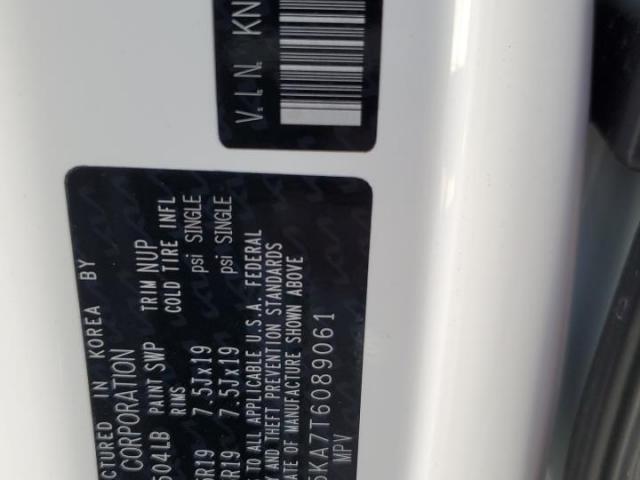 CTURED IN KOREA BY
CORPORATION
504LB PAINT SWP TRIM NUP
RIMS COLD TIRE INFL
R19 7.5Jx19 psi SINGLE
R19 7.5Jx19 psi SINGLE
TO ALL APPLICABLE U.S.A. FEDERAL
Y AND THEFT PREVENTION STANDARDS
ATE OF MANUFACTURE SHOWN ABOVE
KA7T6089061
MPV
V.I.N. KN